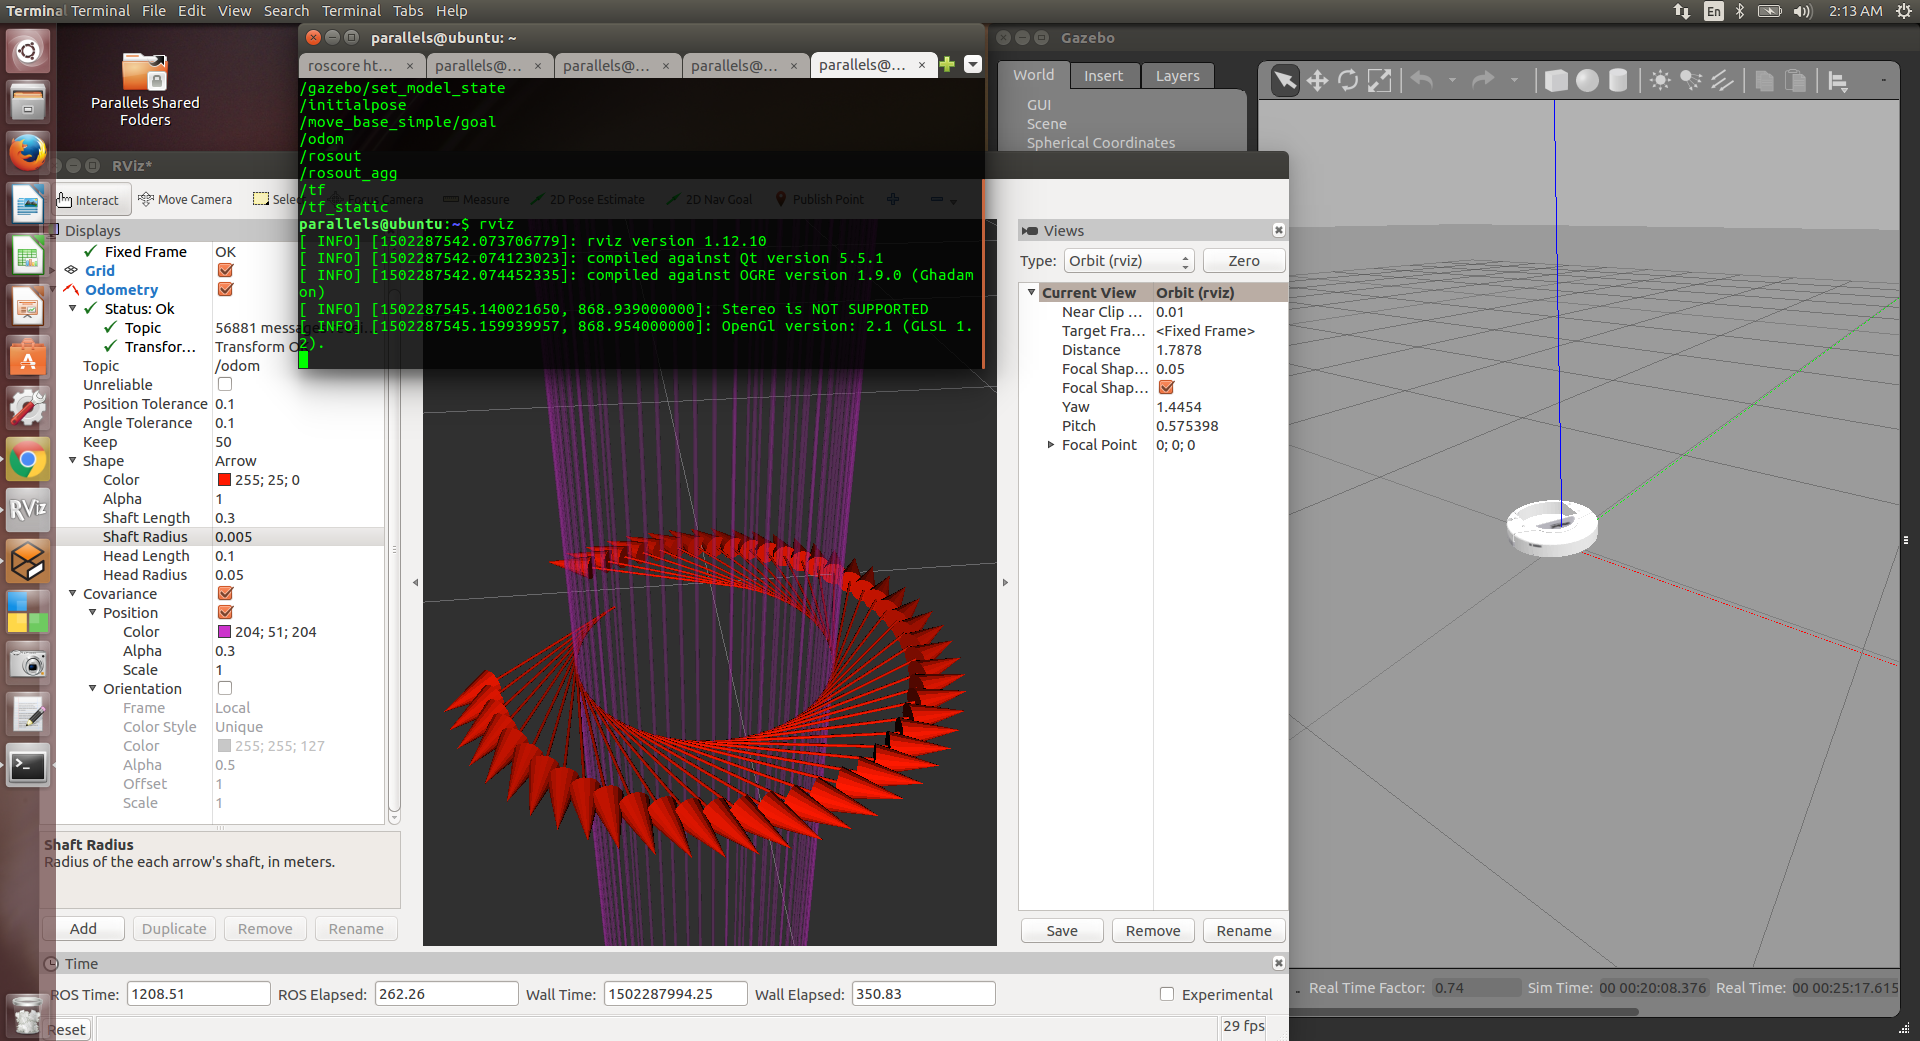 Terminal Terminal File Edit View Search Terminal Tabs Help
En 2:13 AM
Parallels Shared
Folders
parallels@ubuntu: ~
roscore ht... × parallels@... × parallels@... × parallels@... × parallels@... ×
/gazebo/set_model_state
/initialpose
/move_base_simple/goal
/odom
/rosout
/rosout_agg
/tf
/tf_static
parallels@ubuntu:~$ rviz
[ INFO] [1502287542.073706779]: rviz version 1.12.10
[ INFO] [1502287542.074123023]: compiled against Qt version 5.5.1
[ INFO] [1502287542.074452335]: compiled against OGRE version 1.9.0 (Ghadam
on)
[ INFO] [1502287545.140021650, 868.939000000]: Stereo is NOT SUPPORTED
[ INFO] [1502287545.159939957, 868.954000000]: OpenGl version: 2.1 (GLSL 1.
2).
RViz*
Interact Move Camera Measure 2D Pose Estimate 2D Nav Goal Publish Point
Displays
Fixed Frame OK
Grid
Odometry
Status: Ok
Topic 56881
Transfor... Transform
Topic /odom
Unreliable
Position Tolerance 0.1
Angle Tolerance 0.1
Keep 50
Shape Arrow
Color 255; 25; 0
Alpha 1
Shaft Length 0.3
Shaft Radius 0.005
Head Length 0.1
Head Radius 0.05
Covariance
Position
Color 204; 51; 204
Alpha 0.3
Scale 1
Orientation
Frame Local
Color Style Unique
Color 255; 255; 127
Alpha 0.5
Offset 1
Scale 1
Shaft Radius
Radius of the each arrow's shaft, in meters.
Add Duplicate Remove Rename
Views
Type: Orbit (rviz) Zero
Current View Orbit (rviz)
Near Clip ... 0.01
Target Fra... <Fixed Frame>
Distance 1.7878
Focal Shap... 0.05
Focal Shap...
Yaw 1.4454
Pitch 0.575398
Focal Point 0; 0; 0
Save Remove Rename
Time
ROS Time: 1208.51 ROS Elapsed: 262.26 Wall Time: 1502287994.25 Wall Elapsed: 350.83 Experimental
Reset 29 fps
Gazebo
World Insert Layers
GUI
Scene
Spherical Coordinates
Real Time Factor: 0.74 Sim Time: 00 00:20:08.376 Real Time: 00 00:25:17.615
RViz